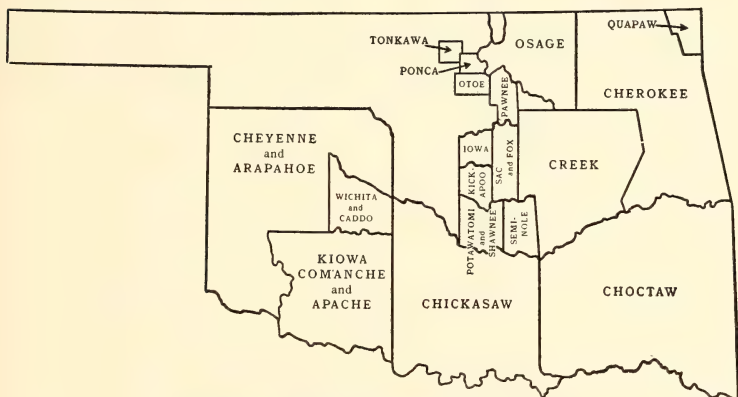 TONKAWA
PONCA
OTOE
PAWNEE
OSAGE
QUAPAW
CHEROKEE
CHEYENNE
and
ARAPAHOE
WICHITA
and
CADDO
IOWA
KICK-
APOO
SAC
and FOX
CREEK
POTAWATOMI
and
SHAWNEE
SEMI-
NOLE
KIOWA
COMANCHE
and
APACHE
CHICKASAW
CHOCTAW